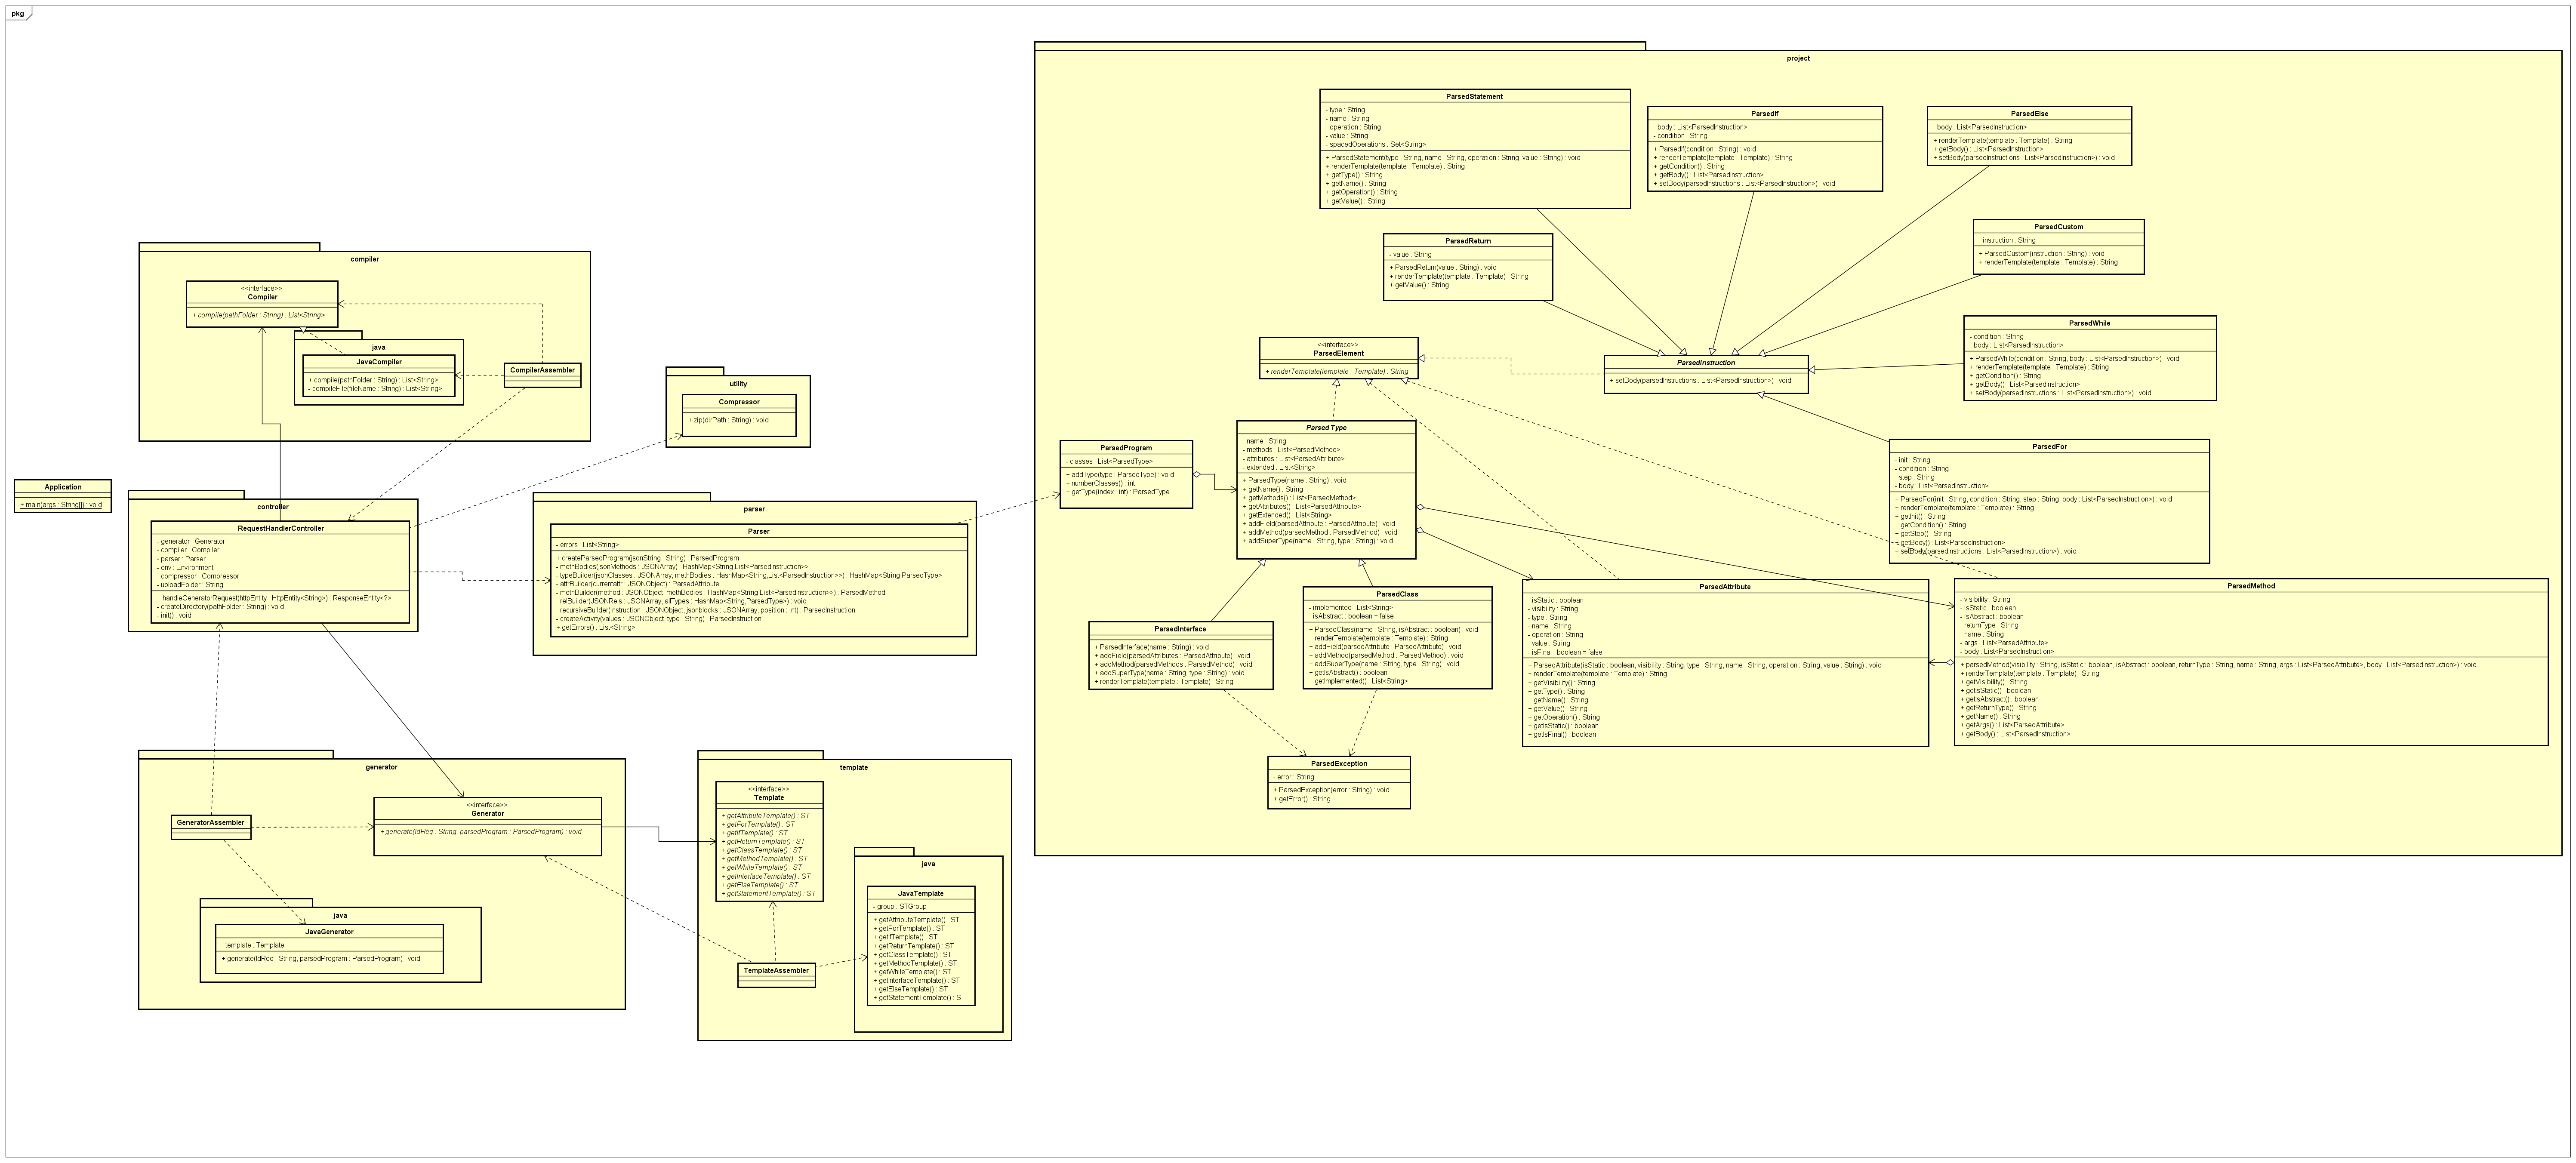 pkg
project
ParsedStatement
- type : String
- name : String
- operation : String
- value : String
- spacedOperations : Set<String>
+ ParsedStatement(type : String, name : String, operation : String, value : String) : void
+ renderTemplate(template : Template) : String
+ getType() : String
+ getName() : String
+ getOperation() : String
+ getValue() : String
ParsedIf
- body : List<ParsedInstruction>
- condition : String
+ ParsedIf(condition : String) : void
+ renderTemplate(template : Template) : String
+ getCondition() : String
+ getBody() : List<ParsedInstruction>
+ setBody(parsedInstructions : List<ParsedInstruction>) : void
ParsedElse
- body : List<ParsedInstruction>
+ renderTemplate(template : Template) : String
+ getBody() : List<ParsedInstruction>
+ setBody(parsedInstructions : List<ParsedInstruction>) : void
ParsedReturn
- value : String
+ ParsedReturn(value : String) : void
+ renderTemplate(template : Template) : String
+ getValue() : String
ParsedCustom
- instruction : String
+ ParsedCustom(instruction : String) : void
+ renderTemplate(template : Template) : String
ParsedWhile
- condition : String
- body : List<ParsedInstruction>
+ ParsedWhile(condition : String, body : List<ParsedInstruction>) : void
+ renderTemplate(template : Template) : String
+ getCondition() : String
+ getBody() : List<ParsedInstruction>
+ setBody(parsedInstructions : List<ParsedInstruction>) : void
<<interface>>
ParsedElement
+ renderTemplate(template : Template) : String
ParsedInstruction
+ setBody(parsedInstructions : List<ParsedInstruction>) : void
ParsedFor
- init : String
- condition : String
- step : String
- body : List<ParsedInstruction>
+ ParsedFor(init : String, condition : String, step : String, body : List<ParsedInstruction>) : void
+ renderTemplate(template : Template) : String
+ getInit() : String
+ getCondition() : String
+ getStep() : String
+ getBody() : List<ParsedInstruction>
+ setBody(parsedInstructions : List<ParsedInstruction>) : void
ParsedProgram
- classes : List<ParsedType>
+ addType(type : ParsedType) : void
+ numberClasses() : int
+ getType(index : int) : ParsedType
Parsed Type
- name : String
- methods : List<ParsedMethod>
- attributes : List<ParsedAttribute>
- extended : List<String>
+ ParsedType(name : String) : void
+ getName() : String
+ getMethods() : List<ParsedMethod>
+ getAttributes() : List<ParsedAttribute>
+ getExtended() : List<String>
+ addField(parsedAttribute : ParsedAttribute) : void
+ addMethod(parsedMethod : ParsedMethod) : void
+ addSuperType(name : String, type : String) : void
ParsedInterface
+ ParsedInterface(name : String) : void
+ addField(parsedAttributes : ParsedAttribute) : void
+ addMethod(parsedMethods : ParsedMethod) : void
+ addSuperType(name : String, type : String) : void
+ renderTemplate(template : Template) : String
ParsedClass
- implemented : List<String>
- isAbstract : boolean = false
+ ParsedClass(name : String, isAbstract : boolean) : void
+ renderTemplate(template : Template) : String
+ addField(parsedAttribute : ParsedAttribute) : void
+ addMethod(parsedMethod : ParsedMethod) : void
+ addSuperType(name : String, type : String) : void
+ getIsAbstract() : boolean
+ getImplemented() : List<String>
ParsedException
- error : String
+ ParsedException(error : String) : void
+ getError() : String
ParsedAttribute
- isStatic : boolean
- visibility : String
- type : String
- name : String
- operation : String
- value : String
- isFinal : boolean = false
+ ParsedAttribute(isStatic : boolean, visibility : String, type : String, name : String, operation : String, value : String) : void
+ renderTemplate(template : Template) : String
+ getVisibility() : String
+ getType() : String
+ getName() : String
+ getValue() : String
+ getOperation() : String
+ getIsStatic() : boolean
+ getIsFinal() : boolean
ParsedMethod
- visibility : String
- isStatic : boolean
- isAbstract : boolean
- returnType : String
- name : String
- args : List<ParsedAttribute>
- body : List<ParsedInstruction>
+ parsedMethod(visibility : String, isStatic : boolean, isAbstract : boolean, returnType : String, name : String, args : List<ParsedAttribute>, body : List<ParsedInstruction>) : void
+ renderTemplate(template : Template) : String
+ getVisibility() : String
+ getIsStatic() : boolean
+ getIsAbstract() : boolean
+ getReturnType() : String
+ getName() : String
+ getArgs() : List<ParsedAttribute>
+ getBody() : List<ParsedInstruction>
compiler
<<interface>>
Compiler
+ compile(pathFolder : String) : List<String>
java
JavaCompiler
+ compile(pathFolder : String) : List<String>
- compileFile(fileName : String) : List<String>
CompilerAssembler
utility
Compressor
+ zip(dirPath : String) : void
Application
+ main(args : String[]) : void
controller
RequestHandlerController
- generator : Generator
- compiler : Compiler
- parser : Parser
- env : Environment
- compressor : Compressor
- uploadFolder : String
+ handleGeneratorRequest(httpEntity : HttpEntity<String>) : ResponseEntity<?>
- createDirectory(pathFolder : String) : void
- init() : void
parser
Parser
- errors : List<String>
+ createParsedProgram(jsonString : String) : ParsedProgram
- methBodies(jsonMethods : JSONArray) : HashMap<String,List<ParsedInstruction>>
- typeBuilder(jsonClasses : JSONArray, methBodies : HashMap<String,List<ParsedInstruction>>) : HashMap<String,ParsedType>
- attrBuilder(currentattr : JSONObject) : ParsedAttribute
- methBuilder(method : JSONObject, methBodies : HashMap<String,List<ParsedInstruction>>) : ParsedMethod
- relBuilder(JSONRels : JSONArray, allTypes : HashMap<String,ParsedType>) : void
- recursiveBuilder(instruction : JSONObject, jsonblocks : JSONArray, position : int) : ParsedInstruction
- createActivity(values : JSONObject, type : String) : ParsedInstruction
+ getErrors() : List<String>
generator
GeneratorAssembler
<<interface>>
Generator
+ generate(IdReq : String, parsedProgram : ParsedProgram) : void
java
JavaGenerator
- template : Template
+ generate(IdReq : String, parsedProgram : ParsedProgram) : void
template
<<interface>>
Template
+ getAttributeTemplate() : ST
+ getForTemplate() : ST
+ getIfTemplate() : ST
+ getReturnTemplate() : ST
+ getClassTemplate() : ST
+ getMethodTemplate() : ST
+ getWhileTemplate() : ST
+ getInterfaceTemplate() : ST
+ getElseTemplate() : ST
+ getStatementTemplate() : ST
TemplateAssembler
java
JavaTemplate
- group : STGroup
+ getAttributeTemplate() : ST
+ getForTemplate() : ST
+ getIfTemplate() : ST
+ getReturnTemplate() : ST
+ getClassTemplate() : ST
+ getMethodTemplate() : ST
+ getWhileTemplate() : ST
+ getInterfaceTemplate() : ST
+ getElseTemplate() : ST
+ getStatementTemplate() : ST